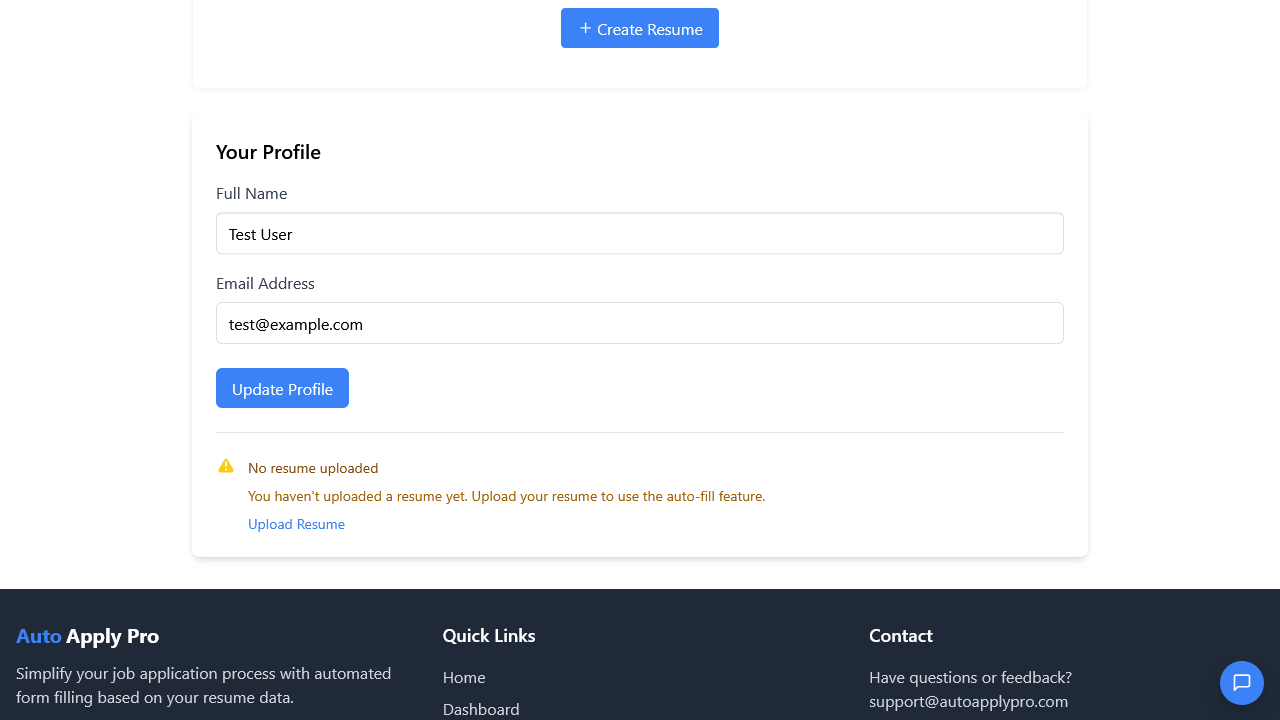 + Create Resume
Your Profile
Full Name
Test User
Email Address
test@example.com
Update Profile
No resume uploaded
You haven't uploaded a resume yet. Upload your resume to use the auto-fill feature.
Upload Resume
Auto Apply Pro
Simplify your job application process with automated
form filling based on your resume data.
Quick Links
Home
Dashboard
Contact
Have questions or feedback?
support@autoapplypro.com